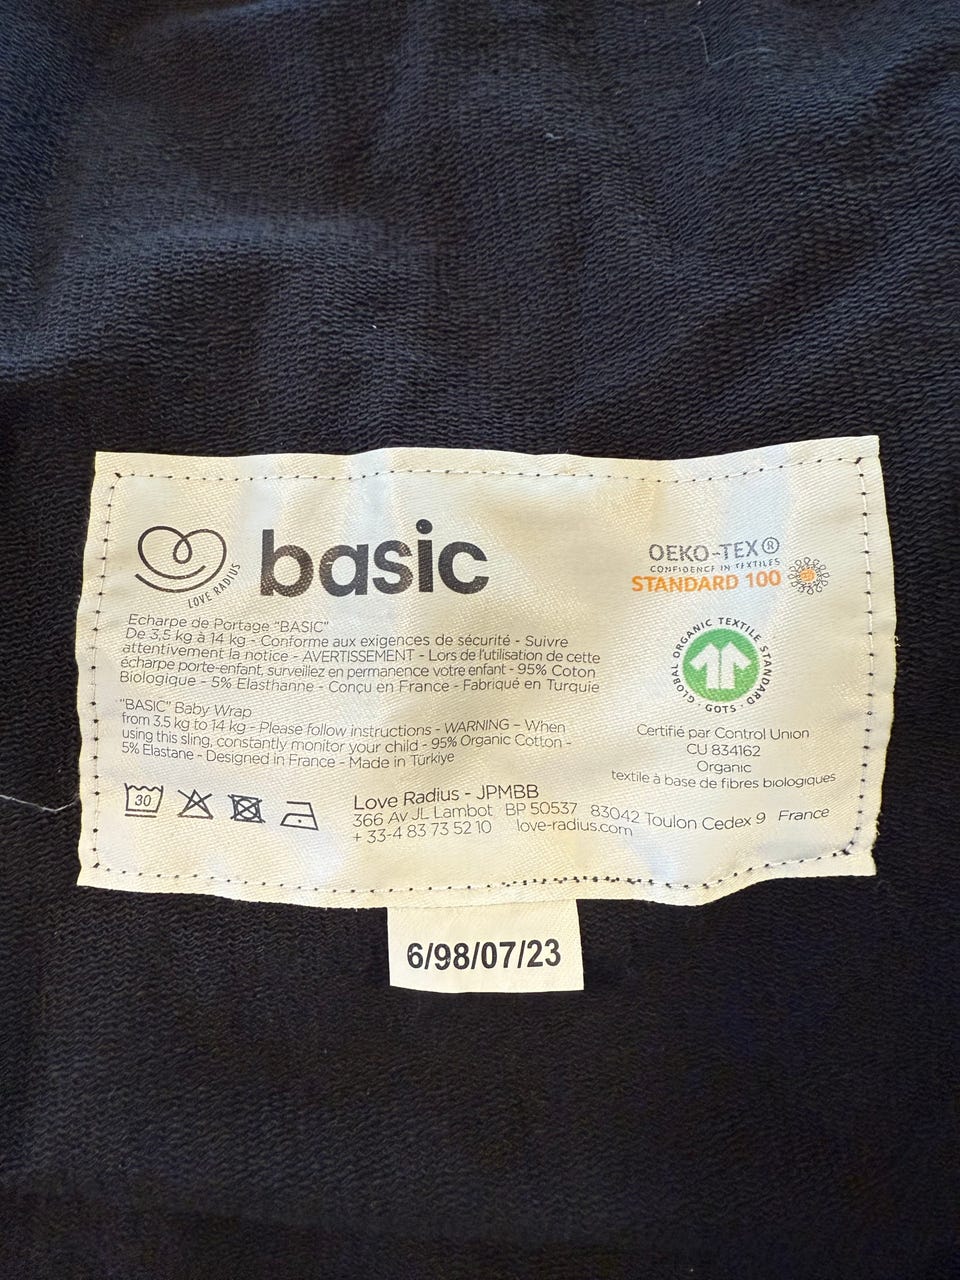 LOVE RADIUS
basic
Echarpe de Portage "BASIC"
De 3,5 kg à 14 kg - Conforme aux exigences de sécurité - Suivre
attentivement la notice - AVERTISSEMENT - Lors de l'utilisation de cette
écharpe porte-enfant, surveillez en permanence votre enfant - 95% Coton
Biologique - 5% Elasthanne - Conçu en France - Fabriqué en Turquie
"BASIC" Baby Wrap
from 3.5 kg to 14 kg - Please follow instructions - WARNING - When
using this sling, constantly monitor your child - 95% Organic Cotton -
5% Elastane - Designed in France - Made in Türkiye
30
Love Radius - JPMBB
366 Av JL Lambot BP 50537 83042 Toulon Cedex 9 France
+ 33-4 83 73 52 10 love-radius.com
OEKO-TEX®
CONFIDENCE IN TEXTILES
STANDARD 100
GLOBAL ORGANIC TEXTILE STANDARD
· GOTS ·
Certifié par Control Union
CU 834162
Organic
textile à base de fibres biologiques
6/98/07/23